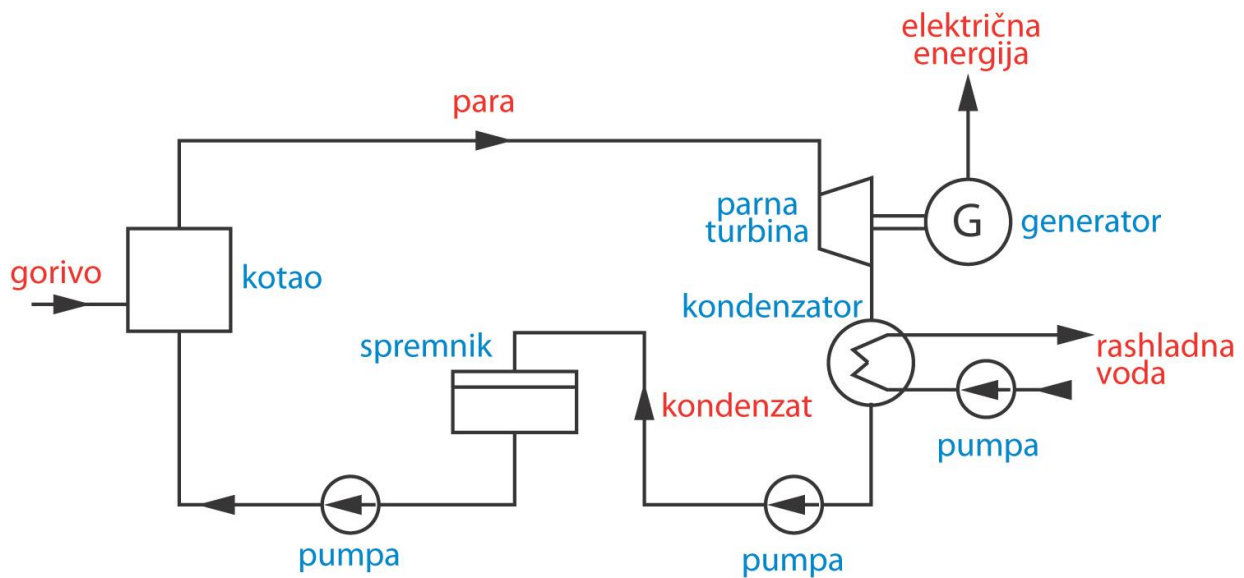 električna
energija
para
parna
turbina
G
generator
gorivo
kotao
kondenzator
spremnik
rashladna
voda
kondenzat
pumpa
pumpa
pumpa